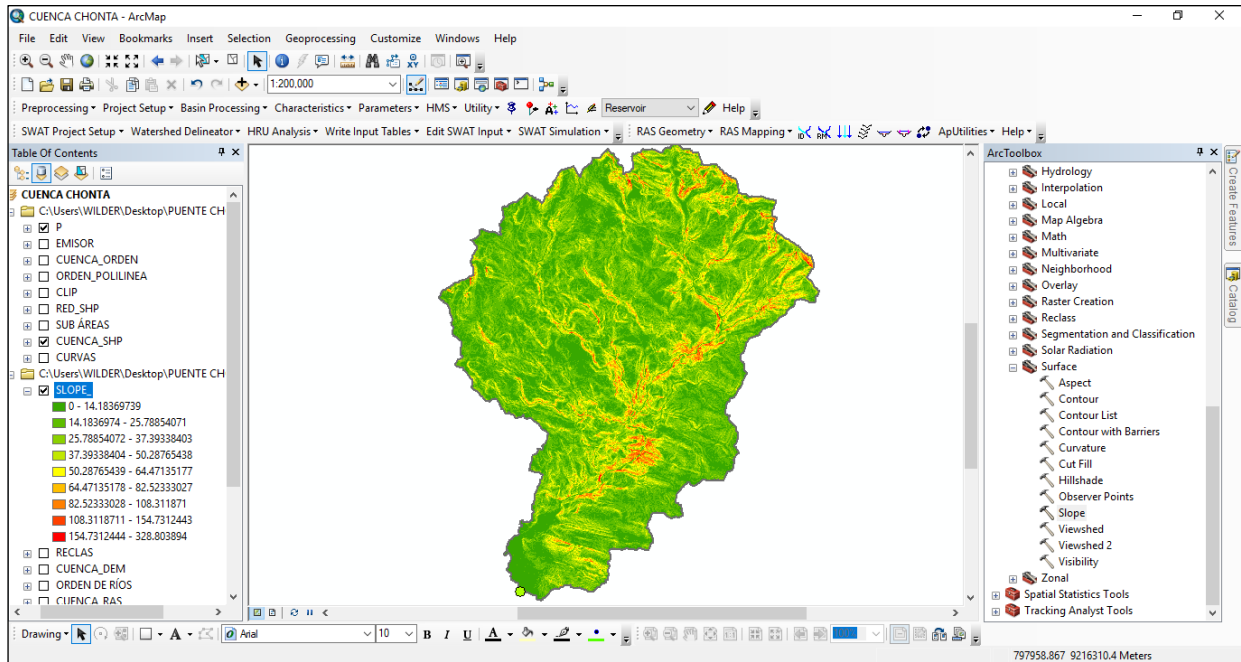 CUENCA CHONTA - ArcMap
File Edit View Bookmarks Insert Selection Geoprocessing Customize Windows Help
1:200,000
Preprocessing Project Setup Basin Processing Characteristics Parameters HMS Utility Reservoir Help
SWAT Project Setup Watershed Delineator HRU Analysis Write Input Tables Edit SWAT Input SWAT Simulation RAS Geometry RAS Mapping ApUtilities Help
Table Of Contents
CUENCA CHONTA
C:\Users\WILDER\Desktop\PUENTE CH
P
EMISOR
CUENCA_ORDEN
ORDEN_POLILINEA
CLIP
RED_SHP
SUB ÁREAS
CUENCA_SHP
CURVAS
C:\Users\WILDER\Desktop\PUENTE CH
SLOPE_
0 - 14.18369739
14.1836974 - 25.78854071
25.78854072 - 37.39338403
37.39338404 - 50.28765438
50.28765439 - 64.47135177
64.47135178 - 82.52333027
82.52333028 - 108.311871
108.3118711 - 154.7312443
154.7312444 - 328.803894
RECLAS
CUENCA_DEM
ORDEN DE RÍOS
CUENCA_RAS
ArcToolbox
Hydrology
Interpolation
Local
Map Algebra
Math
Multivariate
Neighborhood
Overlay
Raster Creation
Reclass
Segmentation and Classification
Solar Radiation
Surface
Aspect
Contour
Contour List
Contour with Barriers
Curvature
Cut Fill
Hillshade
Observer Points
Slope
Viewshed
Viewshed 2
Visibility
Zonal
Spatial Statistics Tools
Tracking Analyst Tools
Create Features
Catalog
Drawing A Arial 10 B I U A
797958.867 9216310.4 Meters